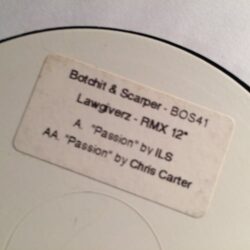 Botchit & Scarper - BOS41
Lawgiverz - RMX 12"
A. "Passion" by ILS
AA. "Passion" by Chris Carter